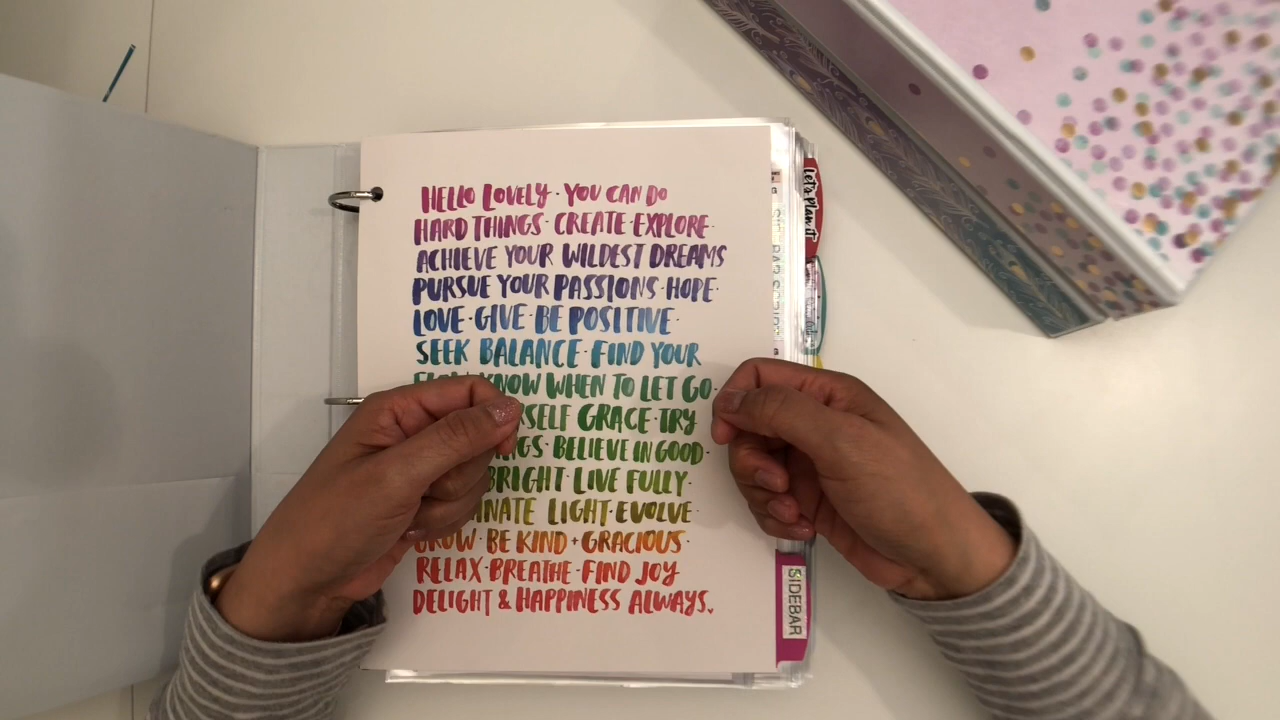 HELLO LOVELY · YOU CAN DO
HARD THINGS · CREATE · EXPLORE ·
ACHIEVE YOUR WILDEST DREAMS
PURSUE YOUR PASSIONS · HOPE ·
LOVE · GIVE · BE POSITIVE ·
SEEK BALANCE · FIND YOUR
KNOW WHEN TO LET GO ·
GRACE · TRY
BELIEVE IN GOOD ·
BRIGHT · LIVE FULLY ·
LIGHT · EVOLVE ·
GROW · BE KIND + GRACIOUS ·
RELAX · BREATHE · FIND JOY
DELIGHT & HAPPINESS ALWAYS.
Let's Plan it
SIDEBAR